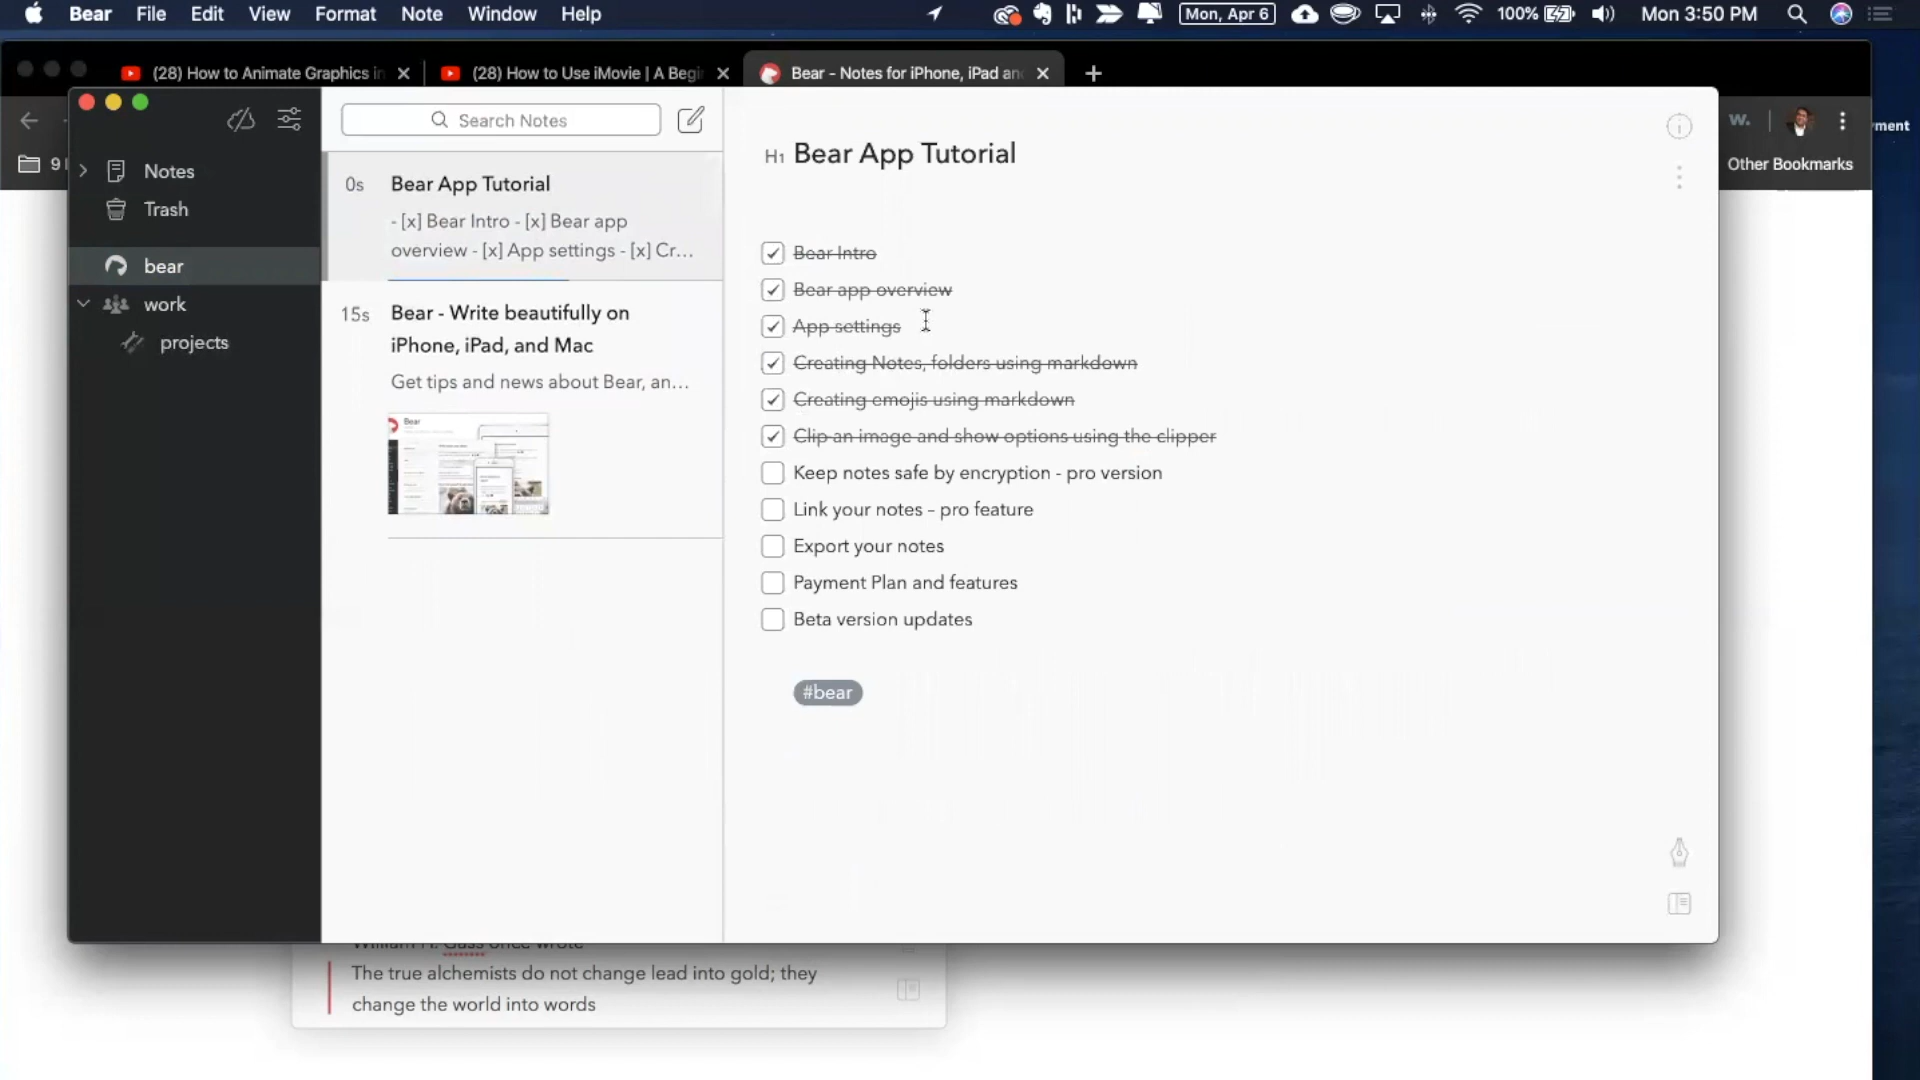 Bear File Edit View Format Note Window Help Mon, Apr 6 100% Mon 3:50 PM
(28) How to Animate Graphics in
(28) How to Use iMovie | A Begi
Bear - Notes for iPhone, iPad an
w.
ment
9
Other Bookmarks
Notes
Trash
bear
work
projects
Search Notes
0s Bear App Tutorial
- [x] Bear Intro - [x] Bear app
overview - [x] App settings - [x] Cr...
15s Bear - Write beautifully on
iPhone, iPad, and Mac
Get tips and news about Bear, an...
Bear
H1 Bear App Tutorial
Bear Intro
Bear app overview
App settings
Creating Notes, folders using markdown
Creating emojis using markdown
Clip an image and show options using the clipper
Keep notes safe by encryption - pro version
Link your notes - pro feature
Export your notes
Payment Plan and features
Beta version updates
#bear
William H. Gass once wrote
The true alchemists do not change lead into gold; they
change the world into words